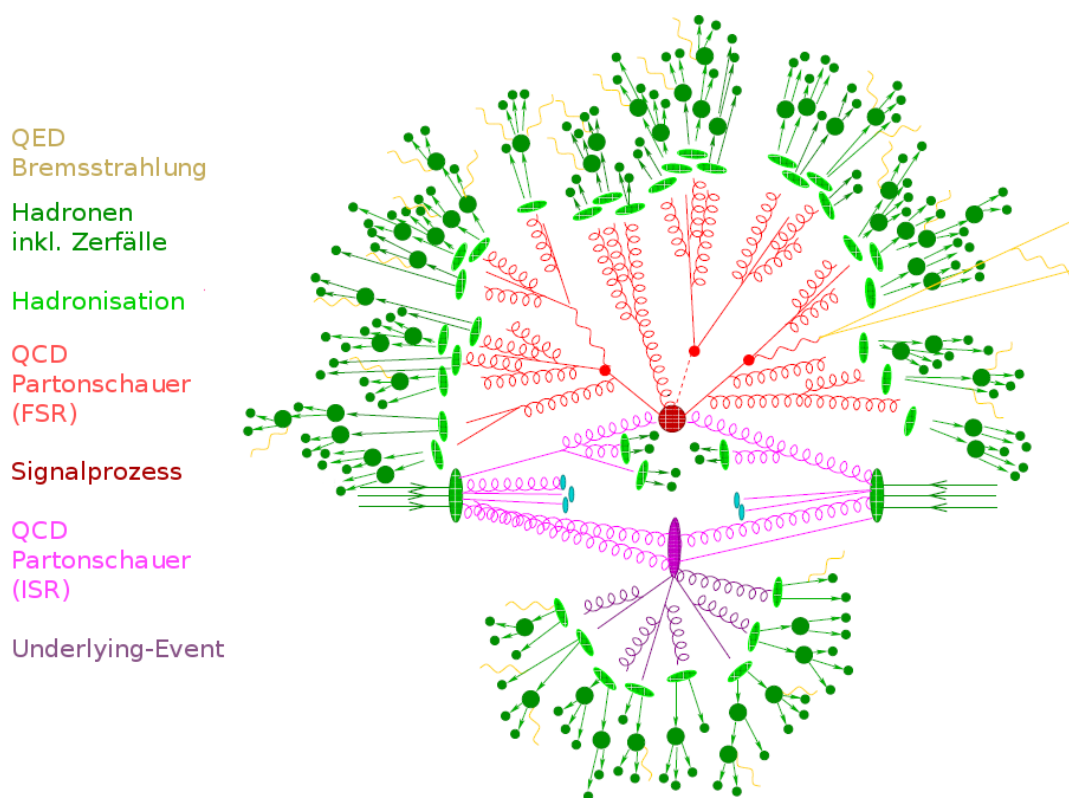 QED
Bremsstrahlung
Hadronen
inkl. Zerfälle
Hadronisation
QCD
Partonschauer
(FSR)
Signalprozess
QCD
Partonschauer
(ISR)
Underlying-Event